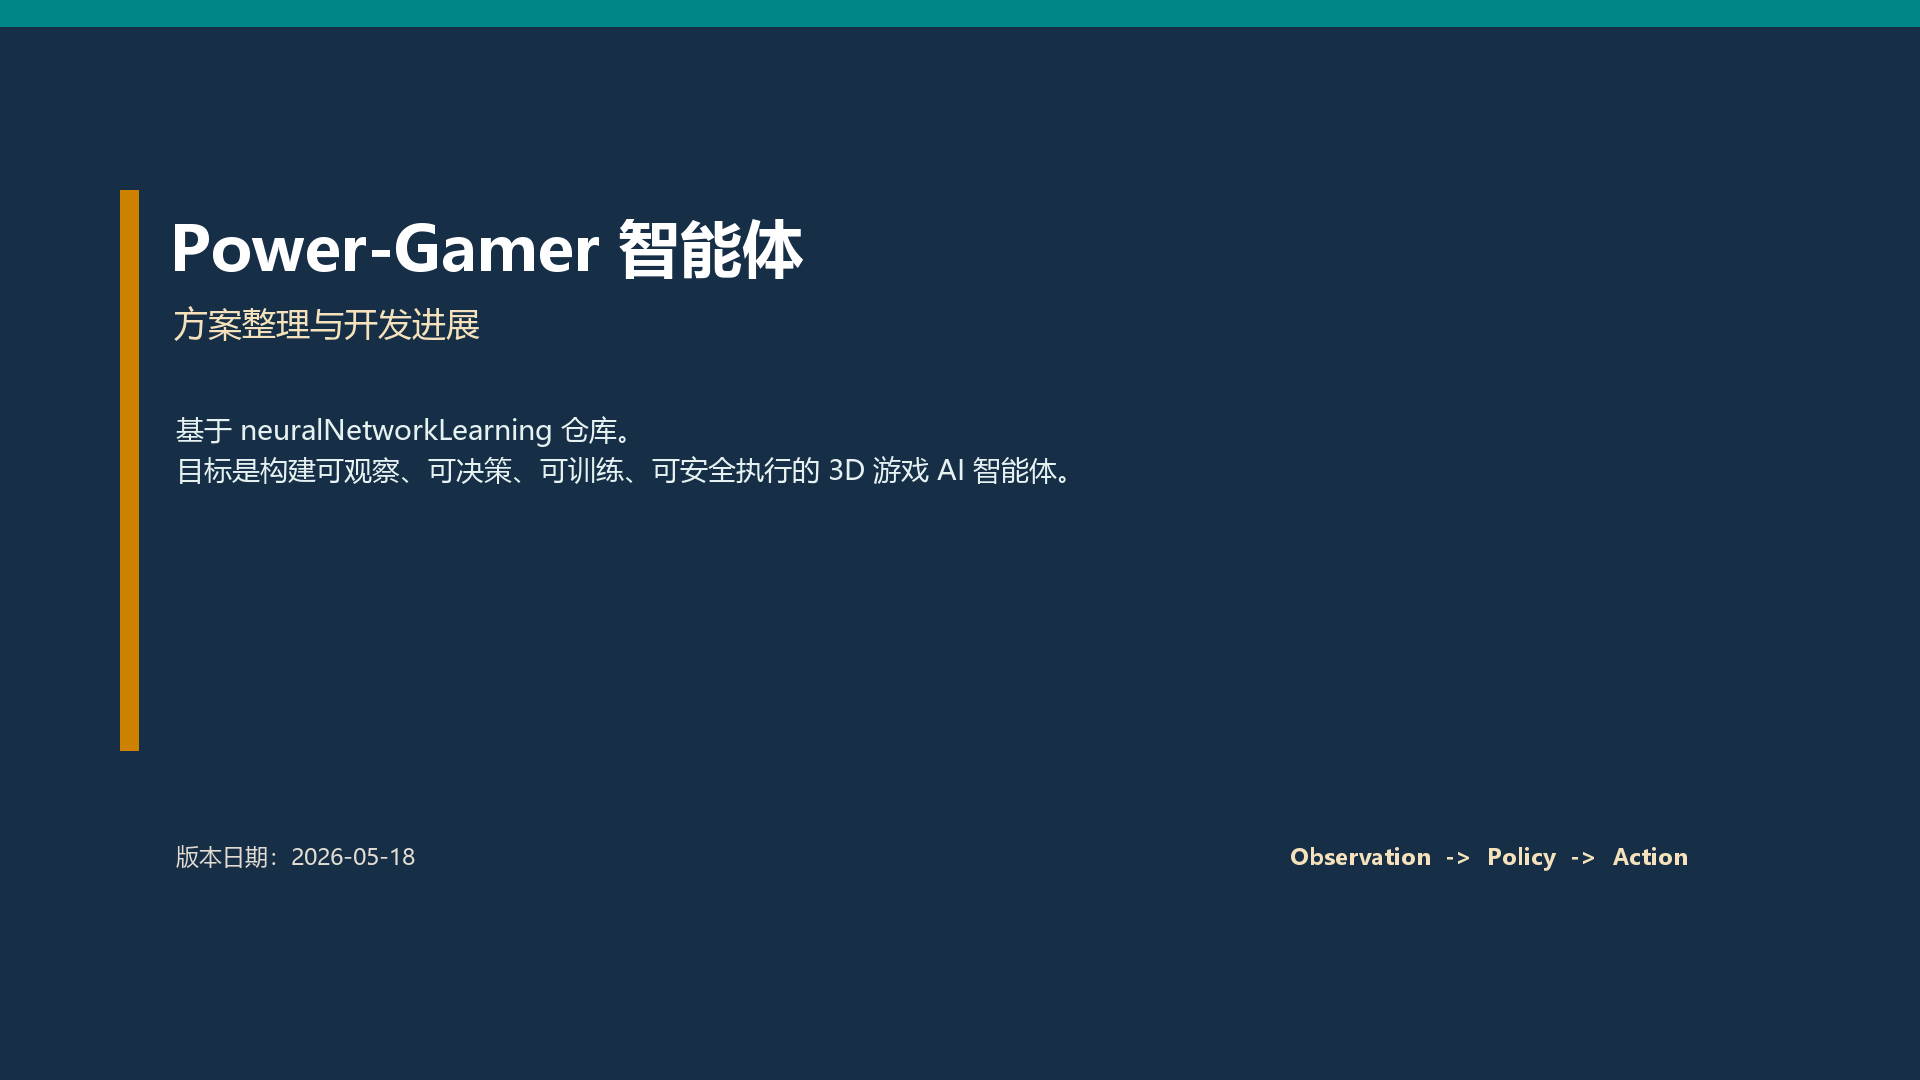 Power-Gamer 智能体
方案整理与开发进展
基于 neuralNetworkLearning 仓库。
目标是构建可观察、可决策、可训练、可安全执行的 3D 游戏 AI 智能体。
版本日期：2026-05-18
Observation -> Policy -> Action